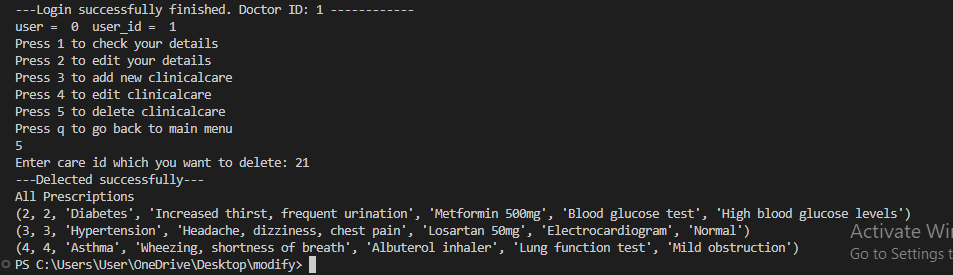 ---Login successfully finished. Doctor ID: 1 ------------
user =  0  user_id =  1
Press 1 to check your details
Press 2 to edit your details
Press 3 to add new clinicalcare
Press 4 to edit clinicalcare
Press 5 to delete clinicalcare
Press q to go back to main menu
5
Enter care id which you want to delete: 21
---Delected successfully---
All Prescriptions
(2, 2, 'Diabetes', 'Increased thirst, frequent urination', 'Metformin 500mg', 'Blood glucose test', 'High blood glucose levels')
(3, 3, 'Hypertension', 'Headache, dizziness, chest pain', 'Losartan 50mg', 'Electrocardiogram', 'Normal')
(4, 4, 'Asthma', 'Wheezing, shortness of breath', 'Albuterol inhaler', 'Lung function test', 'Mild obstruction')
PS C:\Users\User\OneDrive\Desktop\modify>
Activate Wi
Go to Settings t